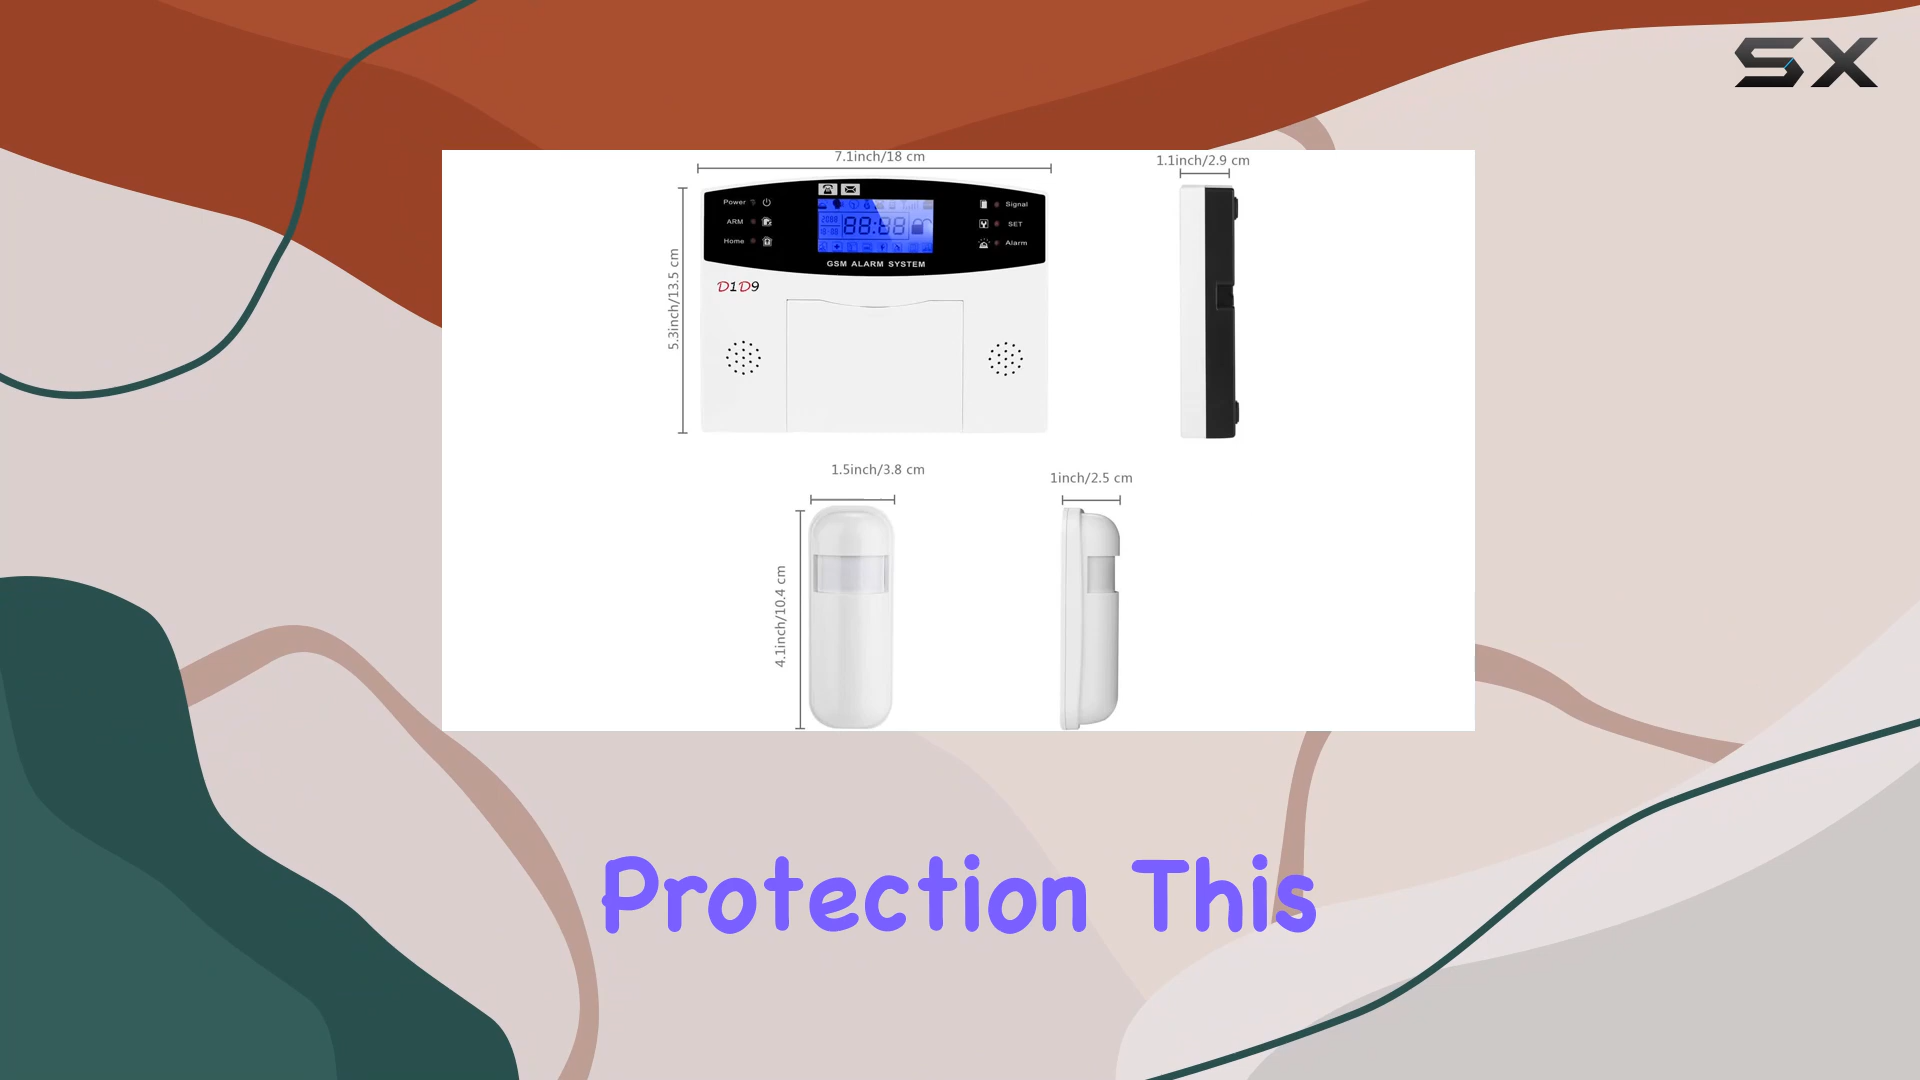 SX
7.1inch/18 cm
1.1inch/2.9 cm
5.3inch/13.5 cm
Power
ARM
Home
Signal
SET
Alarm
GSM ALARM SYSTEM
D1D9
1.5inch/3.8 cm
1inch/2.5 cm
4.1inch/10.4 cm
Protection This